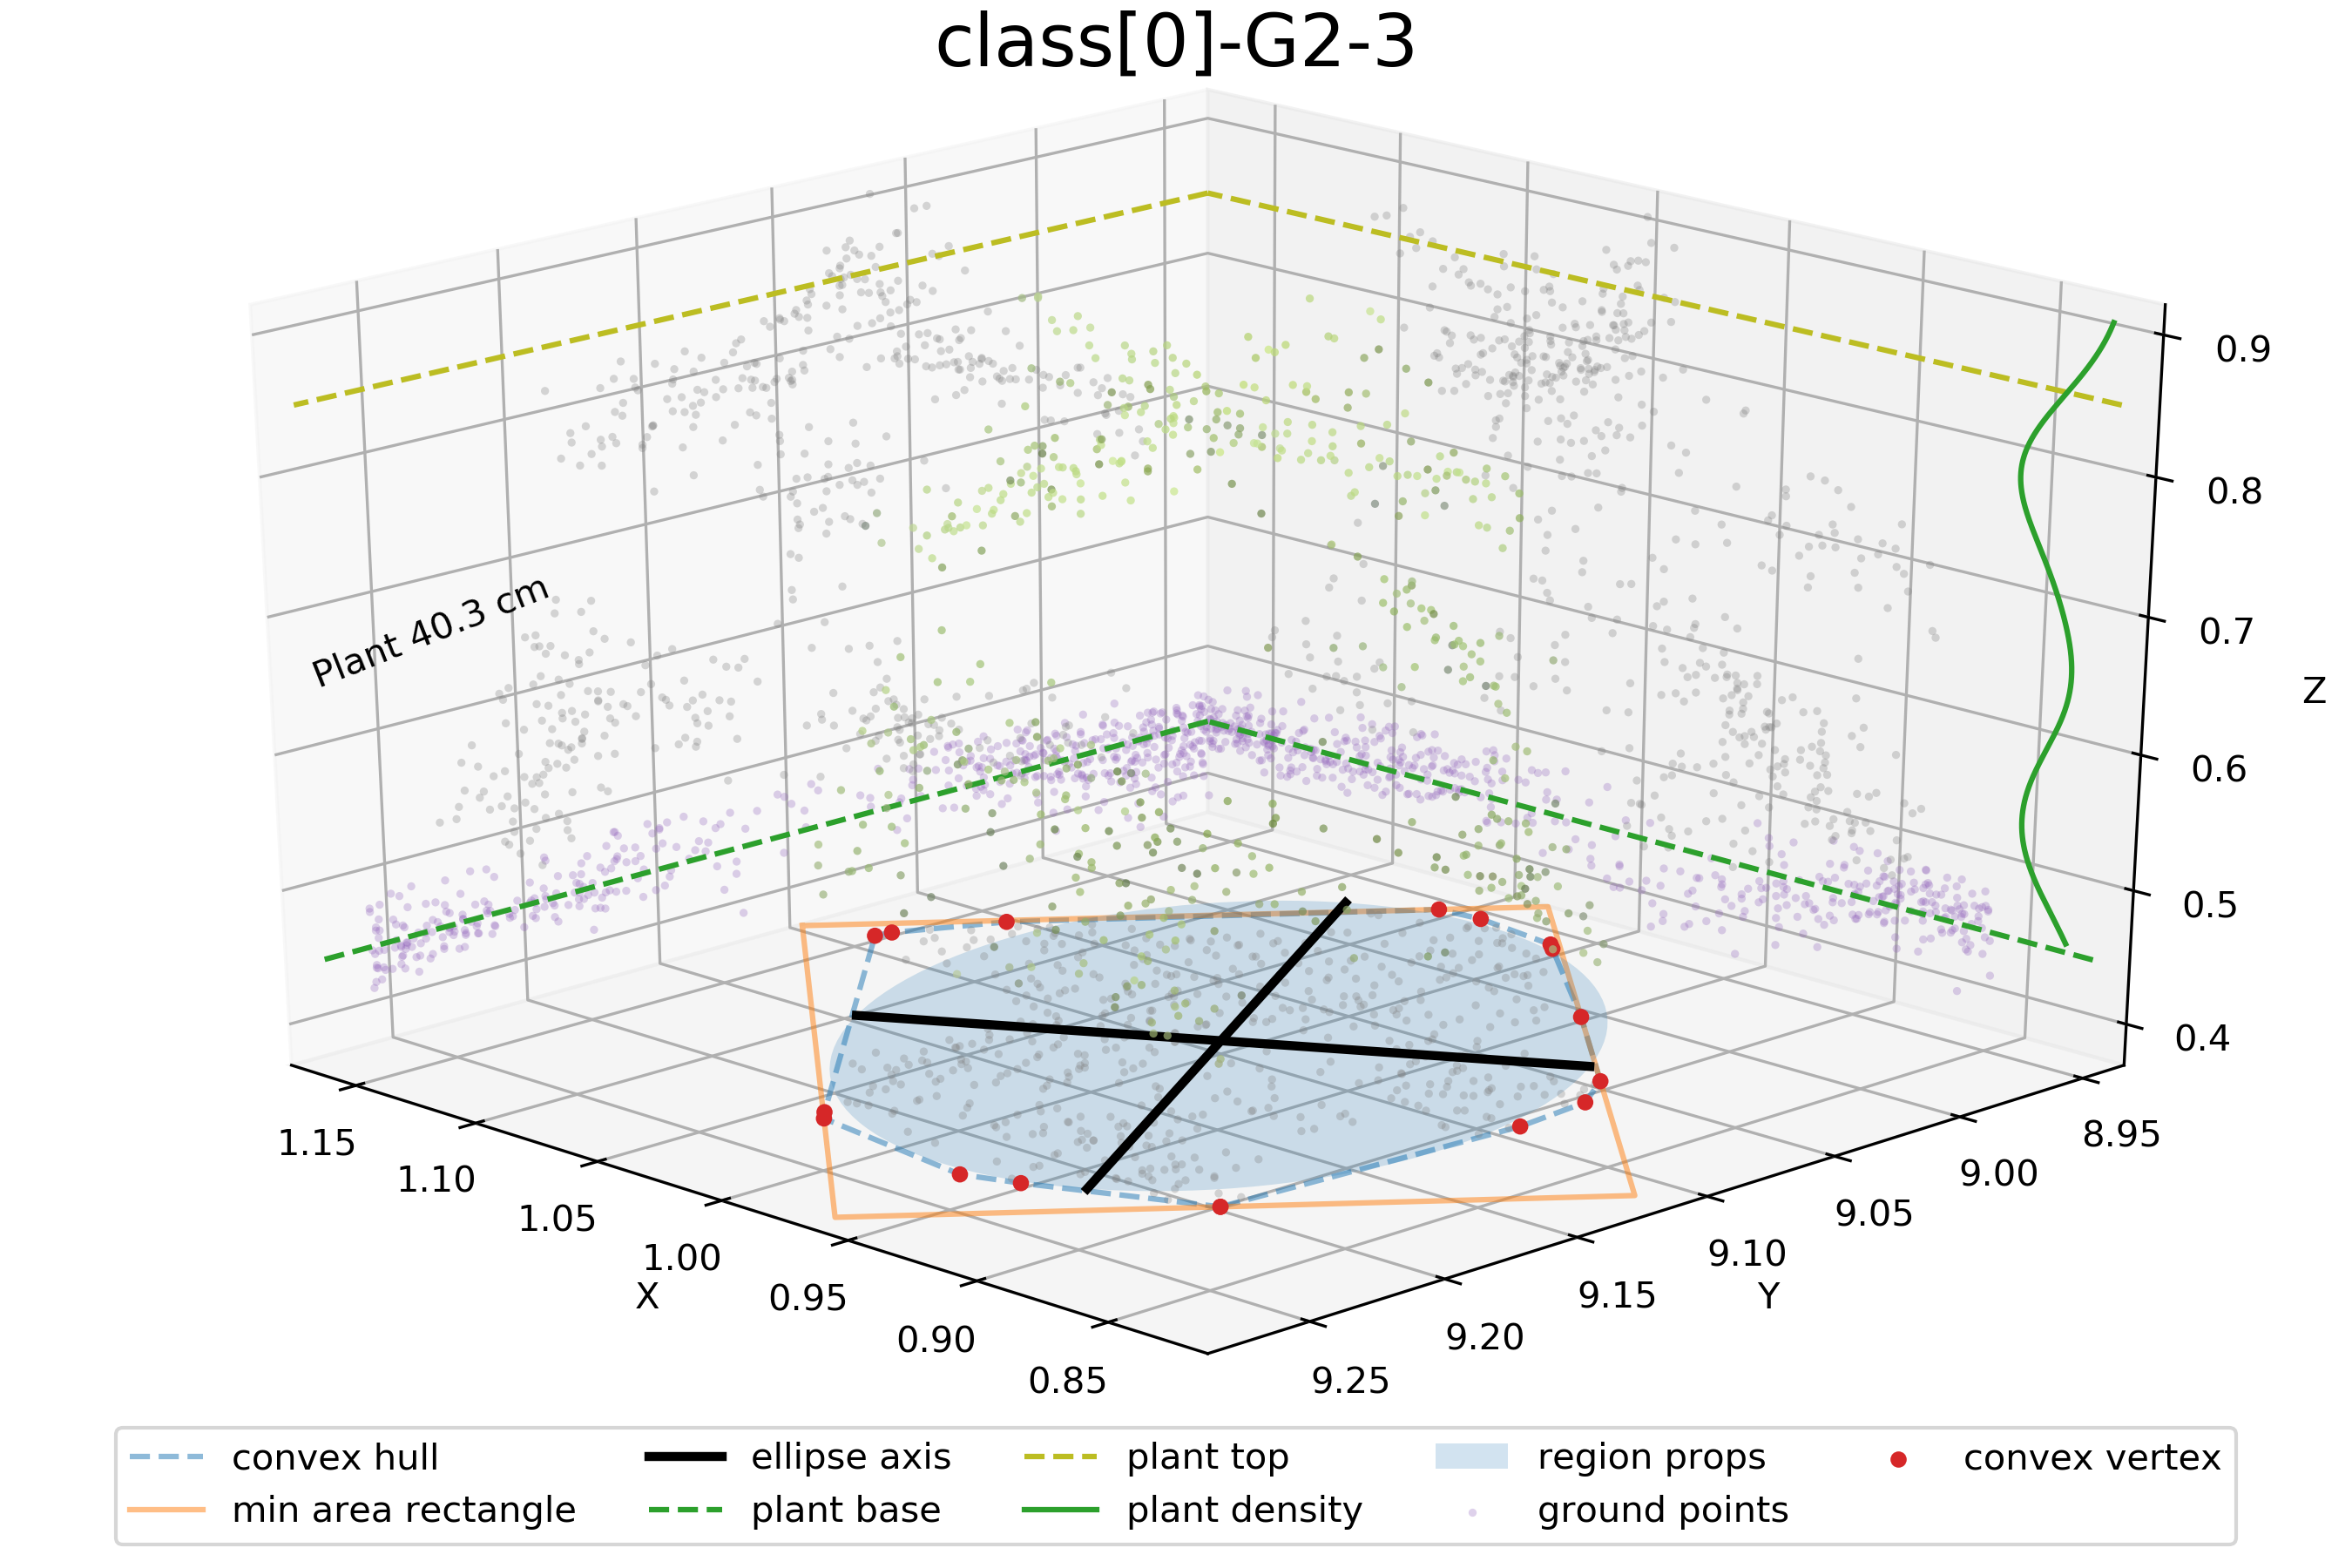 class[0]-G2-3
Plant 40.3 cm
0.9
0.8
0.7
0.6
0.5
0.4
Z
1.15
1.10
1.05
1.00
0.95
0.90
0.85
X
8.95
9.00
9.05
9.10
9.15
9.20
9.25
Y
convex hull
min area rectangle
ellipse axis
plant base
plant top
plant density
region props
ground points
convex vertex